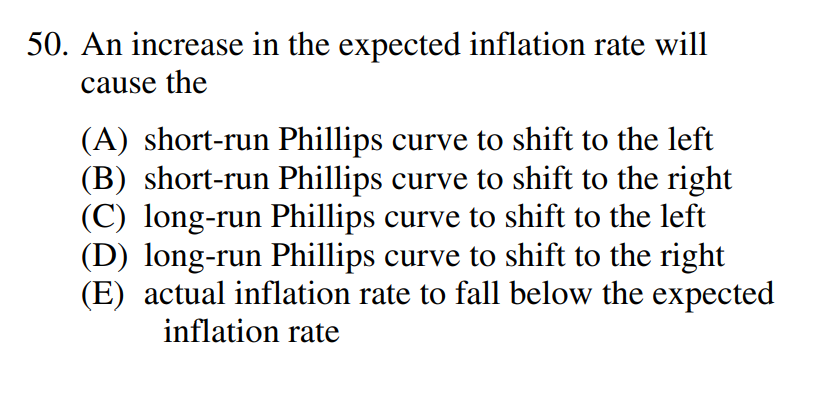 50. An increase in the expected inflation rate will
cause the
(A) short-run Phillips curve to shift to the left
(B) short-run Phillips curve to shift to the right
(C) long-run Phillips curve to shift to the left
(D) long-run Phillips curve to shift to the right
(E) actual inflation rate to fall below the expected
inflation rate